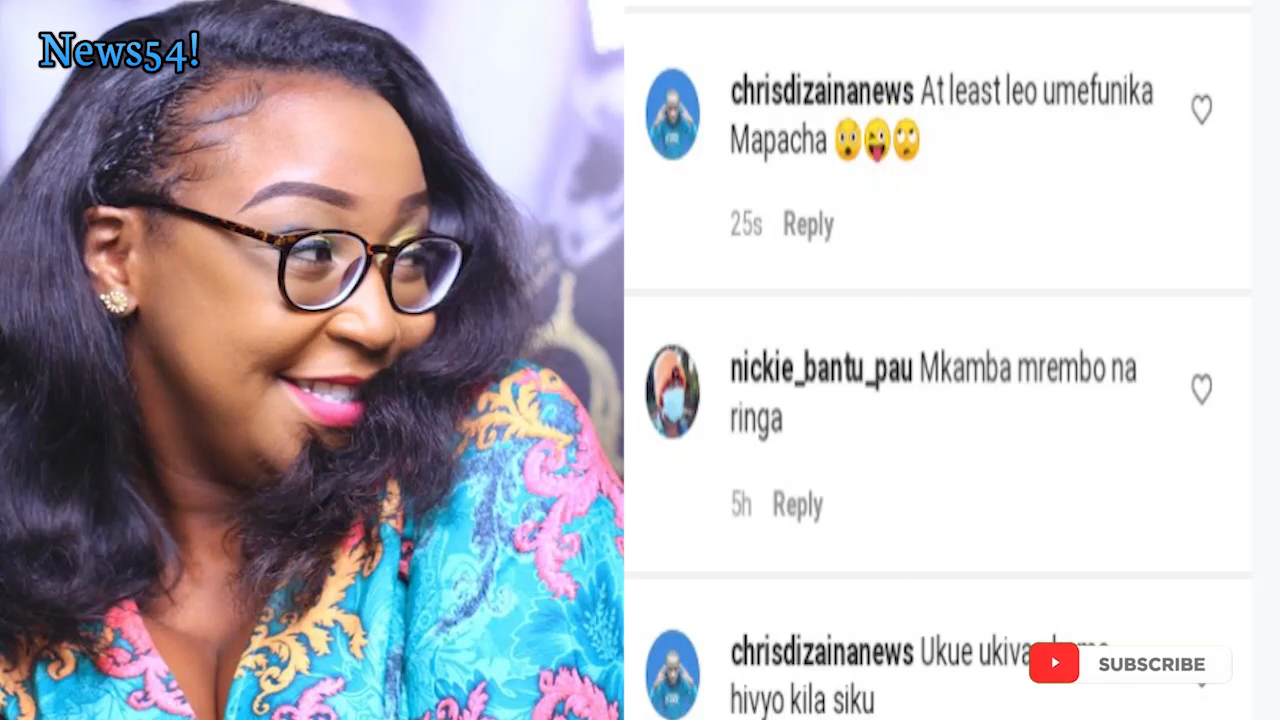 News54!
chrisdizainanews At least leo umefunika
Mapacha 😯😜🙄
25s Reply
nickie_bantu_pau Mkamba mrembo na
ringa
5h Reply
chrisdizainanews Ukue
hivyo kila siku
SUBSCRIBE